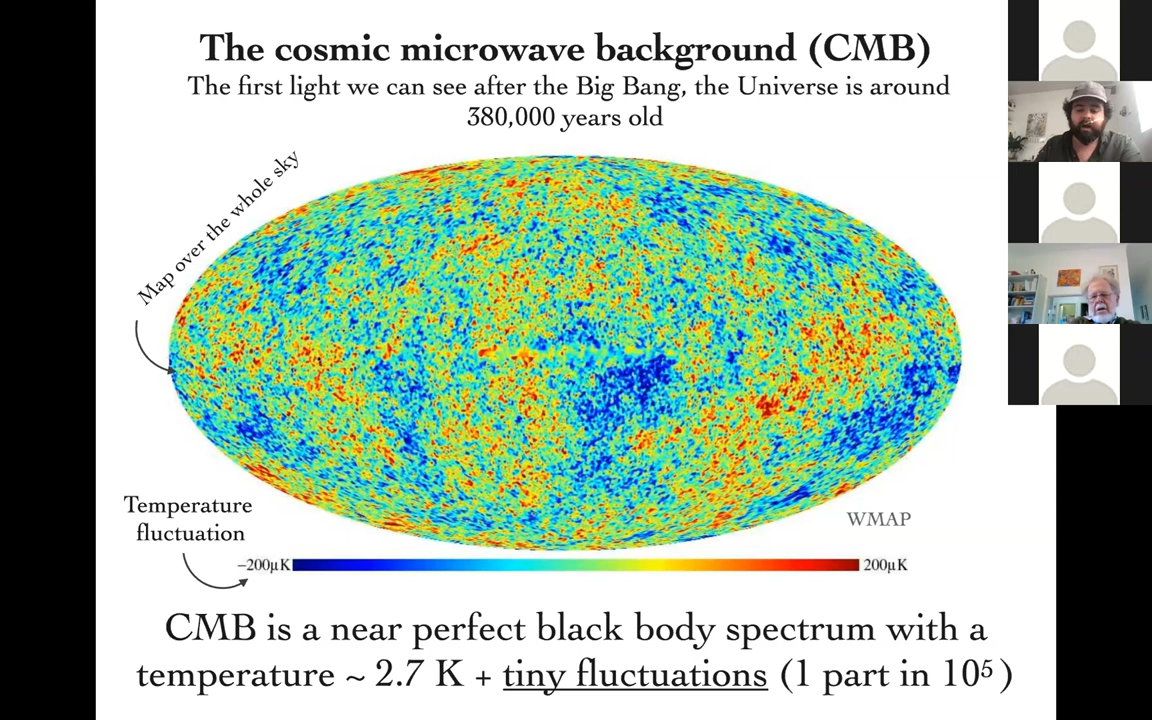 The cosmic microwave background (CMB)
The first light we can see after the Big Bang, the Universe is around
380,000 years old
Map over the whole sky
Temperature
fluctuation
WMAP
−200μK
200μK
CMB is a near perfect black body spectrum with a
temperature ~ 2.7 K + tiny fluctuations (1 part in 10⁵)